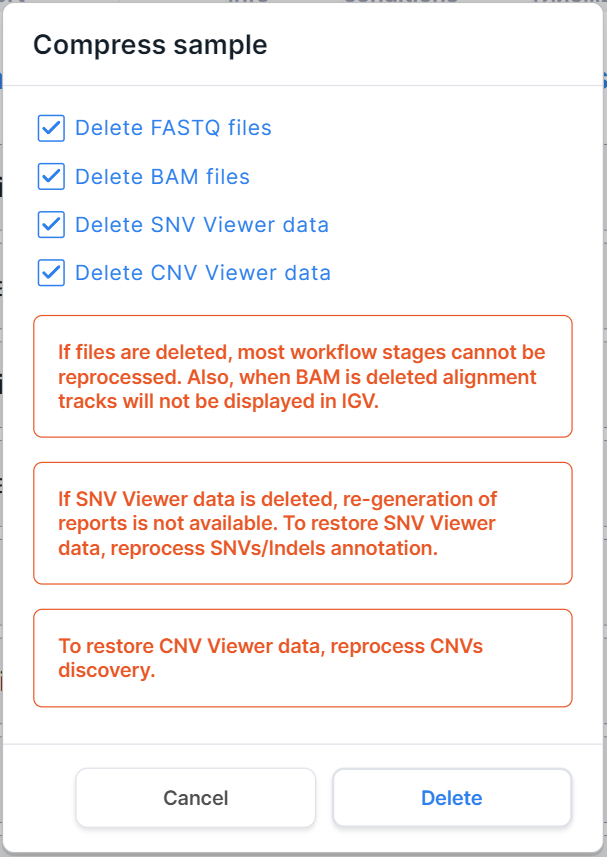 Compress sample
Delete FASTQ files
Delete BAM files
Delete SNV Viewer data
Delete CNV Viewer data
If files are deleted, most workflow stages cannot be
reprocessed. Also, when BAM is deleted alignment
tracks will not be displayed in IGV.
If SNV Viewer data is deleted, re-generation of
reports is not available. To restore SNV Viewer
data, reprocess SNVs/Indels annotation.
To restore CNV Viewer data, reprocess CNVs
discovery.
Cancel
Delete